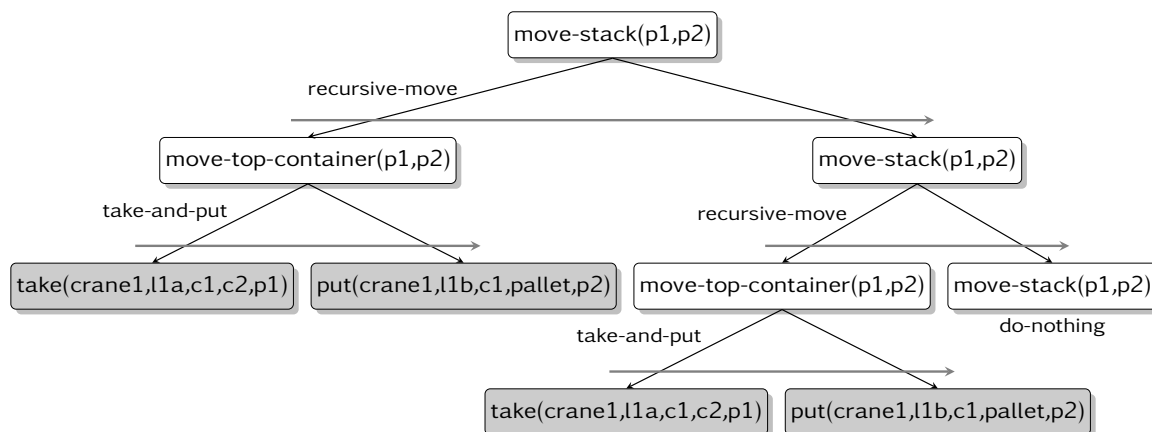 move-stack(p1,p2)
recursive-move
move-top-container(p1,p2)
move-stack(p1,p2)
take-and-put
recursive-move
take(crane1,l1a,c1,c2,p1)
put(crane1,l1b,c1,pallet,p2)
move-top-container(p1,p2)
move-stack(p1,p2)
take-and-put
do-nothing
take(crane1,l1a,c1,c2,p1)
put(crane1,l1b,c1,pallet,p2)